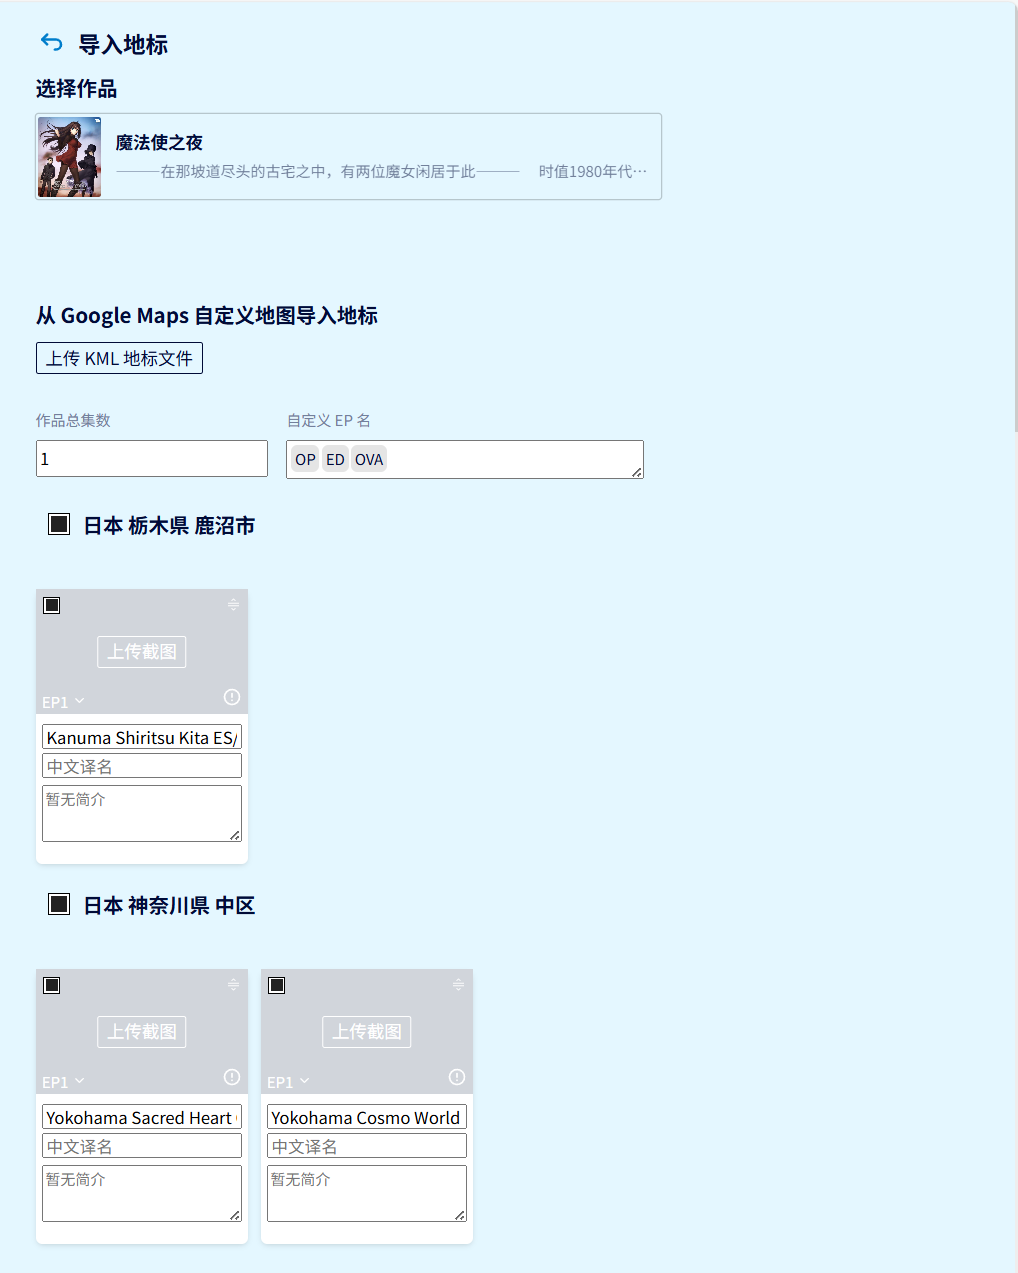 导入地标
选择作品
魔法使之夜
———在那坡道尽头的古宅之中，有两位魔女闲居于此——— 时值1980年代…
从 Google Maps 自定义地图导入地标
上传 KML 地标文件
作品总集数
自定义 EP 名
1
OP ED OVA
日本 栃木県 鹿沼市
上传截图
EP1
Kanuma Shiritsu Kita ES/
中文译名
暂无简介
日本 神奈川県 中区
上传截图
上传截图
EP1
EP1
Yokohama Sacred Heart
Yokohama Cosmo World
中文译名
中文译名
暂无简介
暂无简介